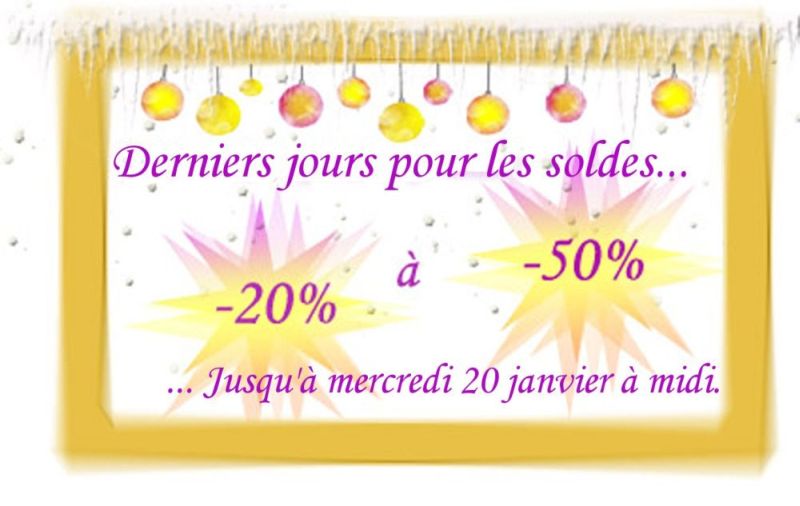 Derniers jours pour les soldes...
-20% à -50%
... Jusqu'à mercredi 20 janvier à midi.